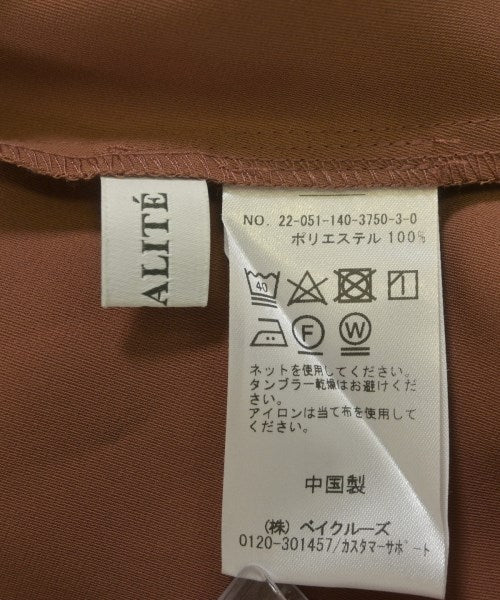 ALITÉ
NO. 22-051-140-3750-3-0
ポリエステル 100%
40
F
W
ネットを使用してください。
タンブラー乾燥はお避けくだ
さい。
アイロンは当て布を使用して
ください。
中国製
(株) ベイクルーズ
0120-301457/カスタマーサポート